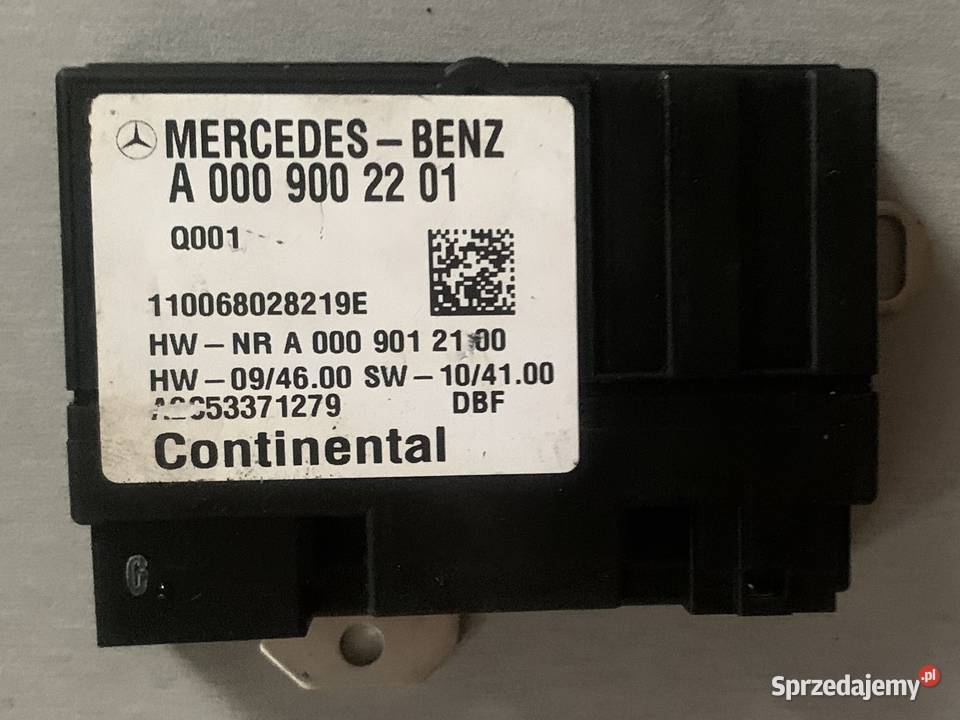 MERCEDES-BENZ
A 000 900 22 01
Q001
110068028219E
HW-NR A 000 901 21 00
HW-09/46.00 SW-10/41.00
DBF
Continental
G
Sprzedajemy.pl